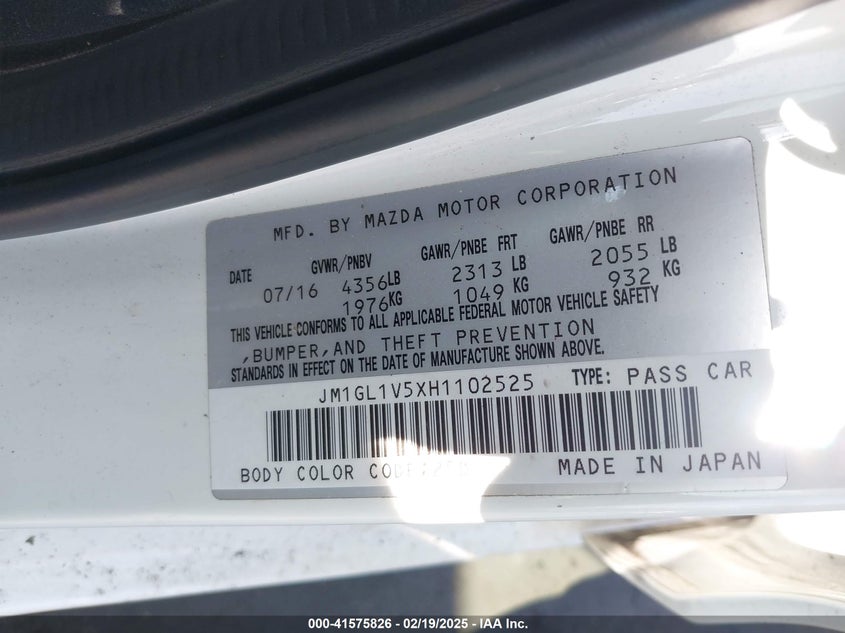 MFD. BY MAZDA MOTOR CORPORATION
DATE GVWR/PNBV GAWR/PNBE FRT GAWR/PNBE RR
07/16 4356LB 2313 LB 2055 LB
1976KG 1049 KG 932 KG
THIS VEHICLE CONFORMS TO ALL APPLICABLE FEDERAL MOTOR VEHICLE SAFETY
,BUMPER,AND THEFT PREVENTION
STANDARDS IN EFFECT ON THE DATE OF MANUFACTURE SHOWN ABOVE.
JM1GL1V5XH1102525 TYPE: PASS CAR
BODY COLOR CODE: MADE IN JAPAN
000-41575826 - 02/19/2025 - IAA Inc.